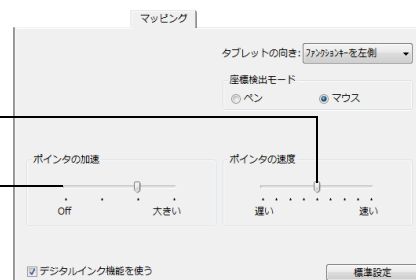 マッピング
タブレットの向き: ファンクションキーを左側
座標検出モード
ペン マウス
ポインタの加速 ポインタの速度
Off 大きい 遅い 速い
デジタルインク機能を使う 標準設定